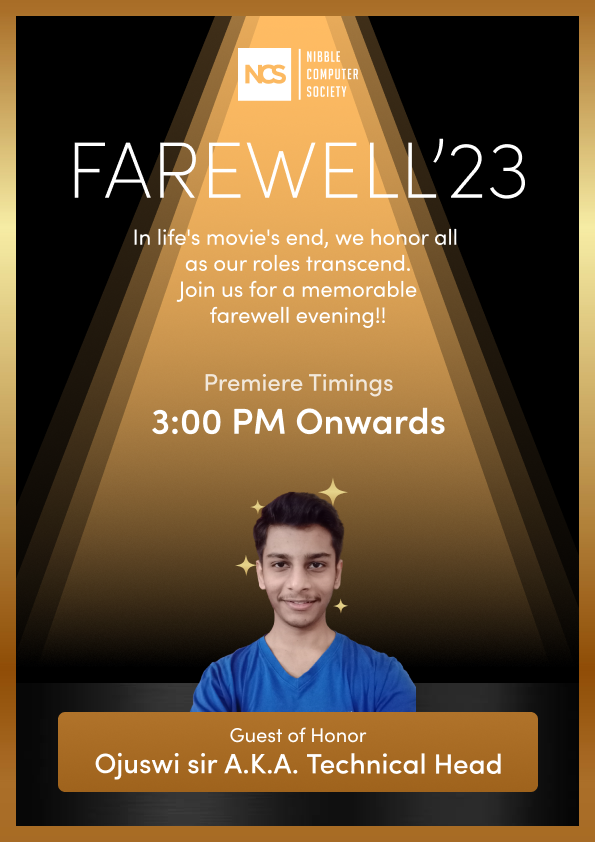 NCS
NIBBLE
COMPUTER
SOCIETY
FAREWELL'23
In life's movie's end, we honor all
as our roles transcend.
Join us for a memorable
farewell evening!!
Premiere Timings
3:00 PM Onwards
Guest of Honor
Ojuswi sir A.K.A. Technical Head